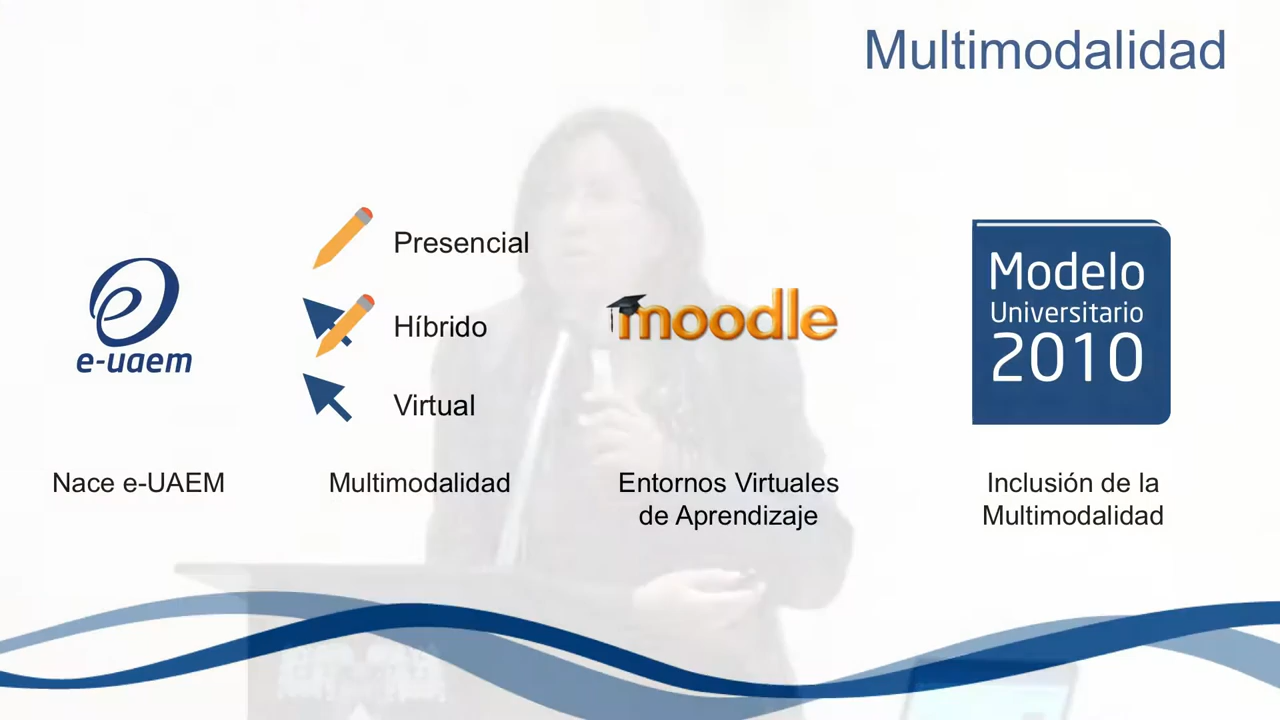 Multimodalidad
e-uaem
Nace e-UAEM
Presencial
Híbrido
Virtual
Multimodalidad
moodle
Entornos Virtuales
de Aprendizaje
Modelo
Universitario
2010
Inclusión de la
Multimodalidad